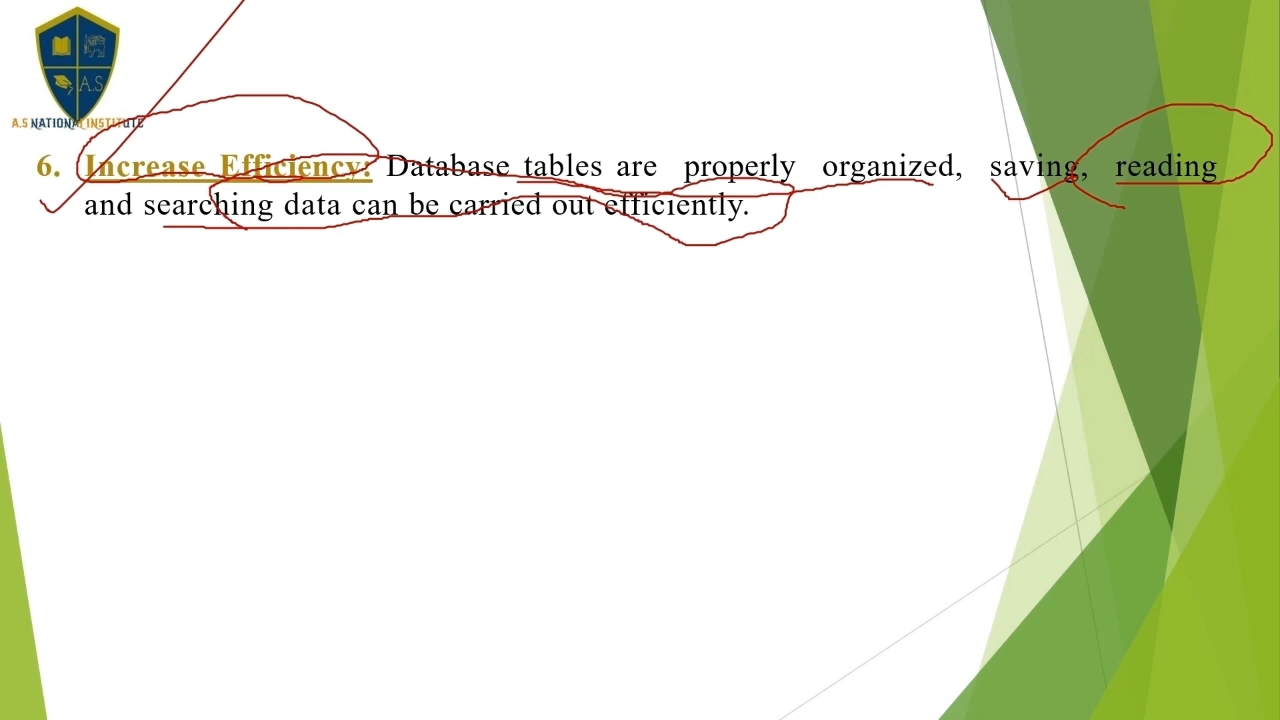 A.S
A.S NATIONAL INSTITUTE
6. Increase Efficiency: Database tables are properly organized, saving, reading
and searching data can be carried out efficiently.